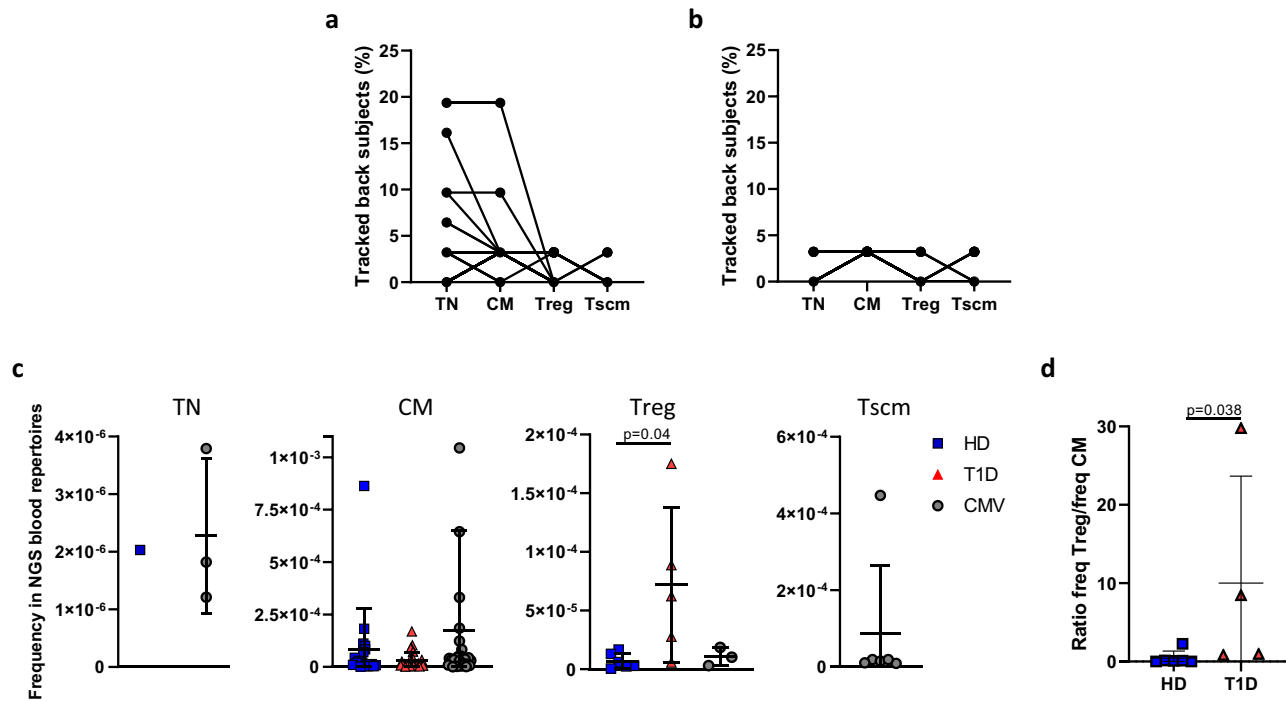 a
b
Tracked back subjects (%)
25
20
15
10
5
0
TN CM Treg Tscm
Tracked back subjects (%)
25
20
15
10
5
0
TN CM Treg Tscm
c
d
Frequency in NGS blood repertoires
TN
4×10⁻⁶
3×10⁻⁶
2×10⁻⁶
1×10⁻⁶
0
CM
1×10⁻³
7.5×10⁻⁴
5×10⁻⁴
2.5×10⁻⁴
0
Treg
p=0.04
2×10⁻⁴
1×10⁻⁴
1×10⁻⁴
5×10⁻⁵
0
Tscm
6×10⁻⁴
4×10⁻⁴
2×10⁻⁴
0
HD
T1D
CMV
Ratio freq Treg/freq CM
p=0.038
30
20
10
0
HD T1D